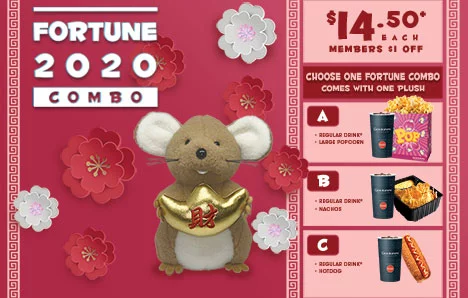 FORTUNE
2020
COMBO
財
$14.50*
EACH
MEMBERS $1 OFF
CHOOSE ONE FORTUNE COMBO
COMES WITH ONE PLUSH
A
• REGULAR DRINK*
• LARGE POPCORN
POP
B
• REGULAR DRINK*
• NACHOS
C
• REGULAR DRINK*
• HOTDOG